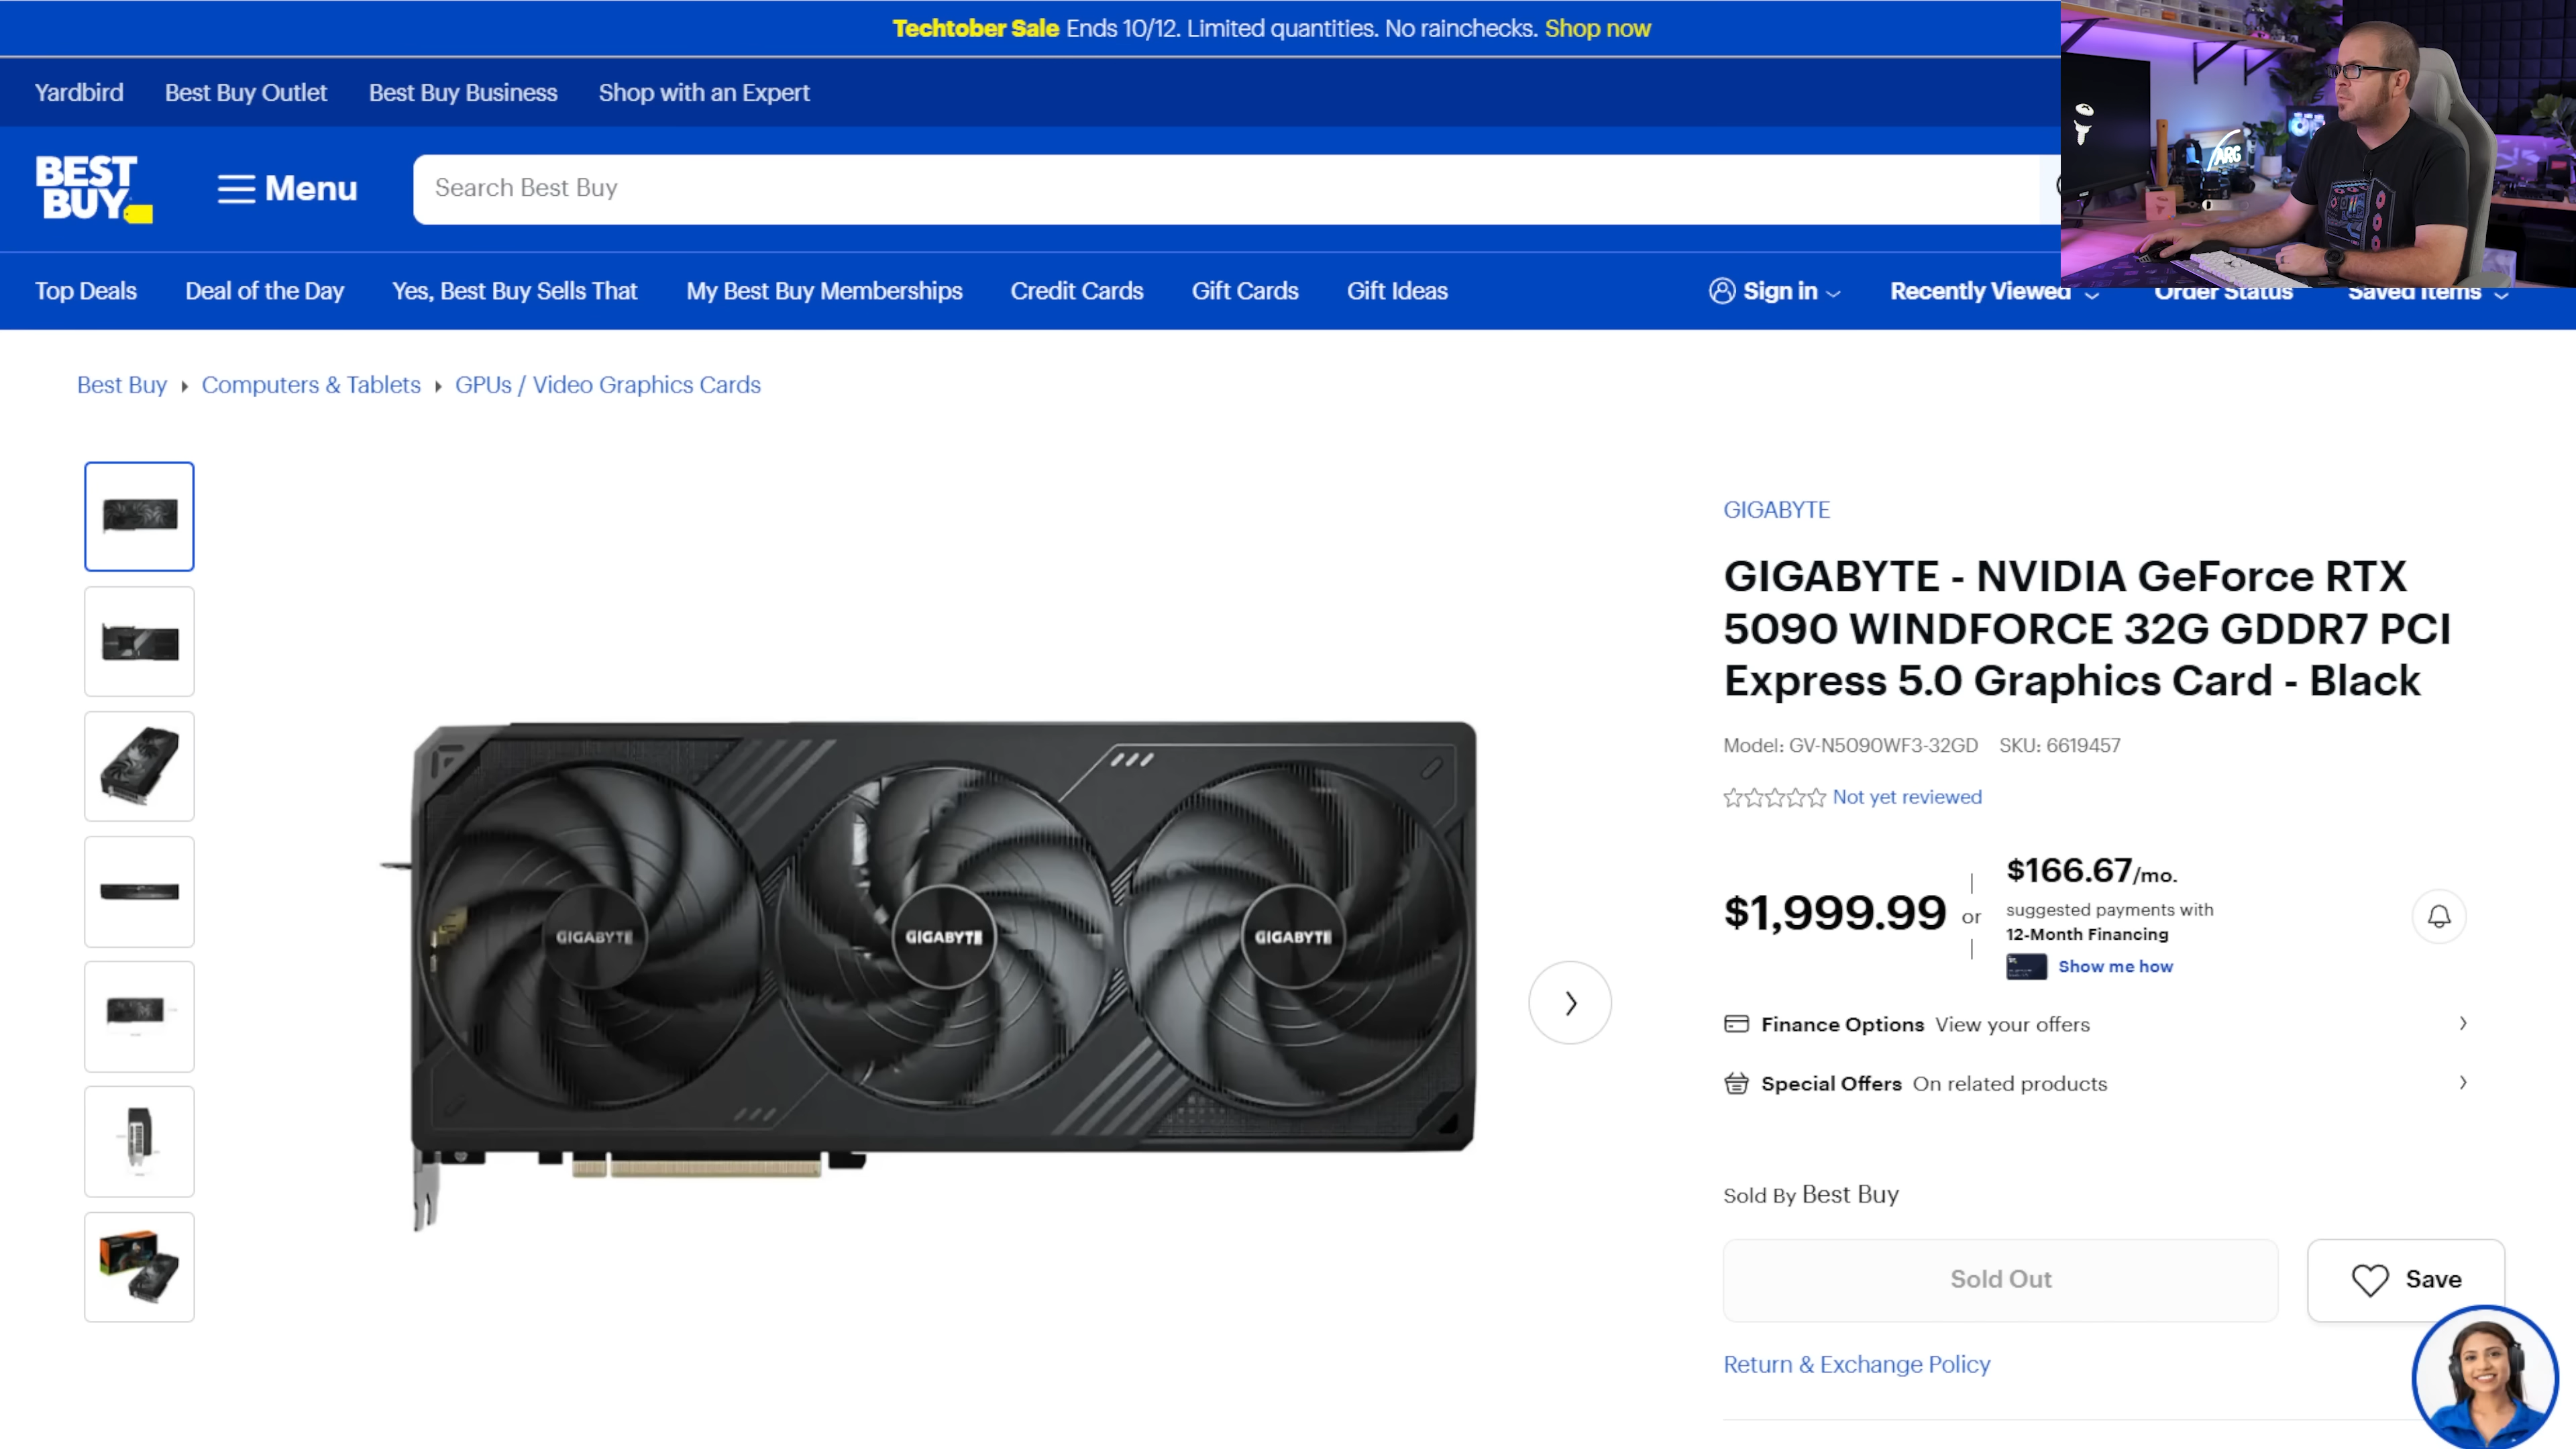 Techtober Sale Ends 10/12. Limited quantities. No rainchecks. Shop now
Yardbird Best Buy Outlet Best Buy Business Shop with an Expert
BEST BUY
Menu
Search Best Buy
ARG
Top Deals Deal of the Day Yes, Best Buy Sells That My Best Buy Memberships Credit Cards Gift Cards Gift Ideas Sign in Recently Viewed Order Status Saved Items
Best Buy Computers & Tablets GPUs / Video Graphics Cards
GIGABYTE
GIGABYTE - NVIDIA GeForce RTX
5090 WINDFORCE 32G GDDR7 PCI
Express 5.0 Graphics Card - Black
Model: GV-N5090WF3-32GD SKU: 6619457
Not yet reviewed
$1,999.99 or $166.67/mo.
suggested payments with
12-Month Financing
Show me how
GIGABYTE GIGABYTE GIGABYTE
Finance Options View your offers
Special Offers On related products
Sold By Best Buy
Sold Out
Save
Return & Exchange Policy